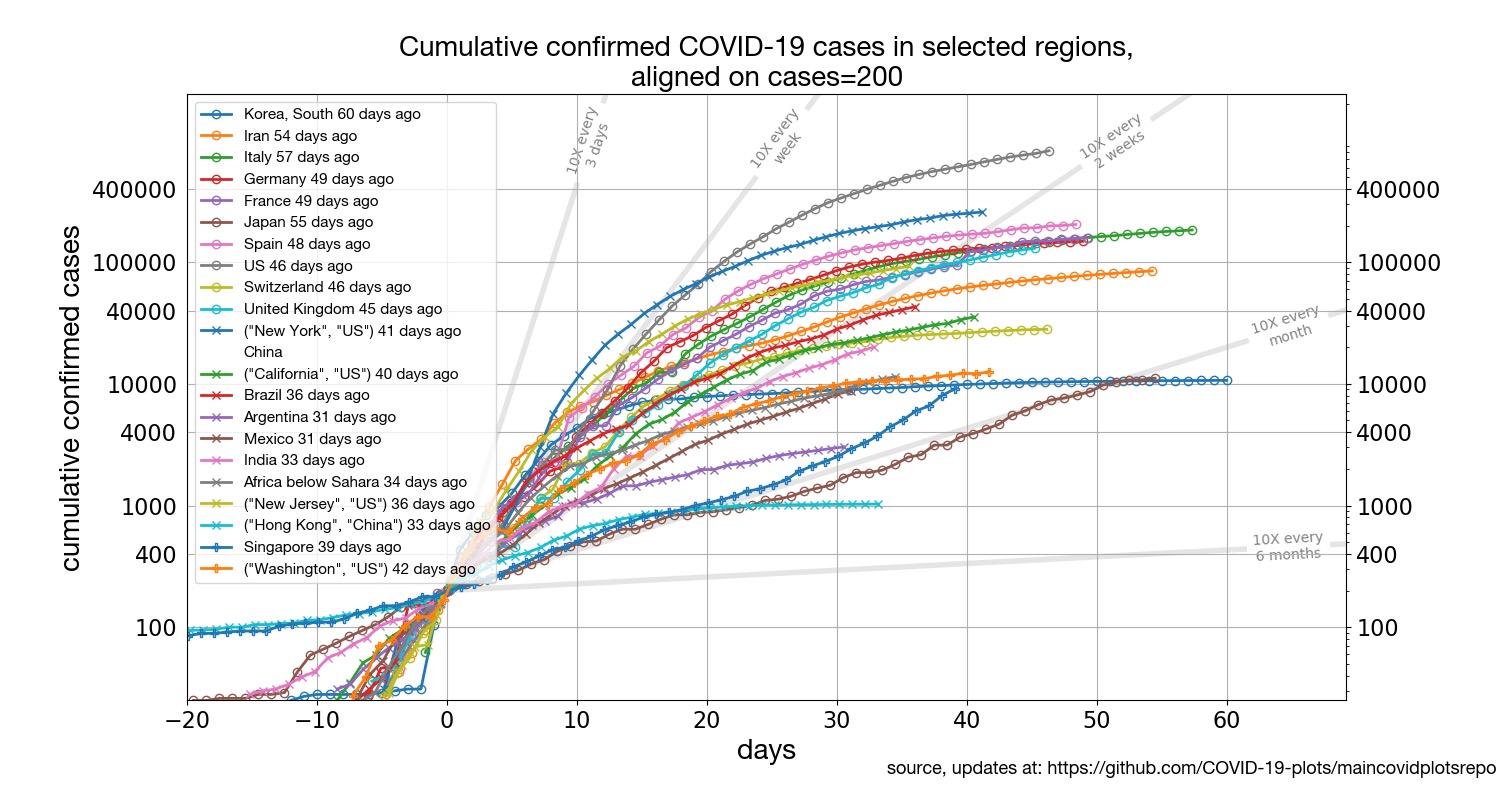 Cumulative confirmed COVID-19 cases in selected regions,
aligned on cases=200
cumulative confirmed cases
400000
100000
40000
10000
4000
1000
400
100
Korea, South 60 days ago
Iran 54 days ago
Italy 57 days ago
Germany 49 days ago
France 49 days ago
Japan 55 days ago
Spain 48 days ago
US 46 days ago
Switzerland 46 days ago
United Kingdom 45 days ago
("New York", "US") 41 days ago
China
("California", "US") 40 days ago
Brazil 36 days ago
Argentina 31 days ago
Mexico 31 days ago
India 33 days ago
Africa below Sahara 34 days ago
("New Jersey", "US") 36 days ago
("Hong Kong", "China") 33 days ago
Singapore 39 days ago
("Washington", "US") 42 days ago
10X every
3 days
10X every
week
10X every
2 weeks
10X every
month
10X every
6 months
400000
100000
40000
10000
4000
1000
400
100
−20 −10 0 10 20 30 40 50 60
days
source, updates at: https://github.com/COVID-19-plots/maincovidplotsrepo